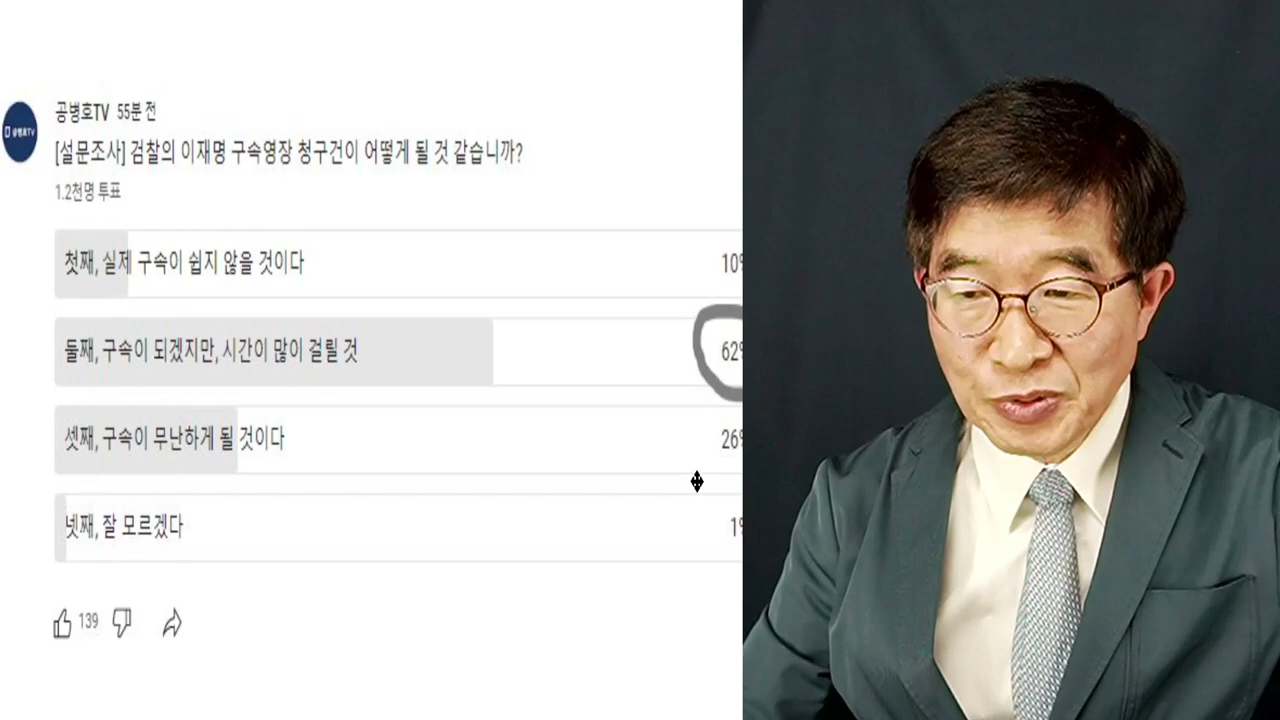 공병호TV 55분 전
공병호TV
[설문조사] 검찰의 이재명 구속영장 청구건이 어떻게 될 것 같습니까?
1.2천명 투표
첫째, 실제 구속이 쉽지 않을 것이다 10%
둘째, 구속이 되겠지만, 시간이 많이 걸릴 것 62%
셋째, 구속이 무난하게 될 것이다 26%
넷째, 잘 모르겠다 1%
139